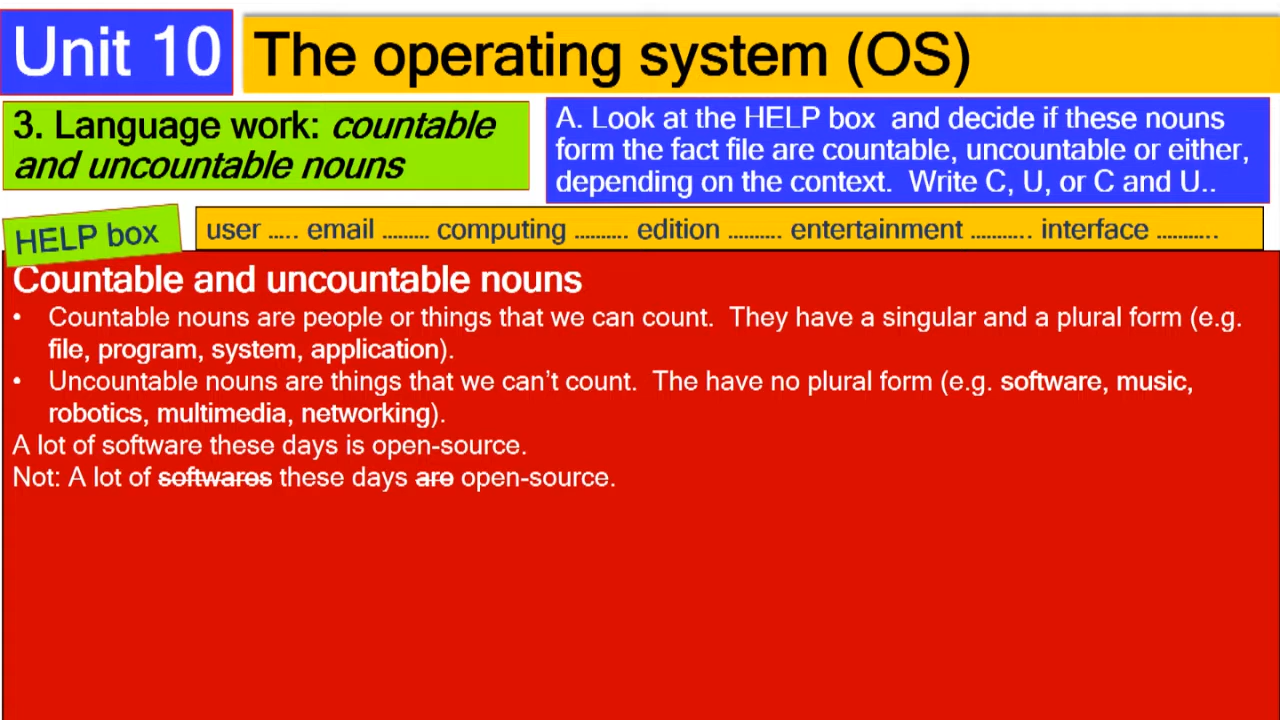 Unit 10
The operating system (OS)
3. Language work: countable
and uncountable nouns
A. Look at the HELP box and decide if these nouns
form the fact file are countable, uncountable or either,
depending on the context. Write C, U, or C and U..
HELP box
user ..... email ......... computing .......... edition .......... entertainment ........... interface ...........
Countable and uncountable nouns
• Countable nouns are people or things that we can count. They have a singular and a plural form (e.g.
file, program, system, application).
• Uncountable nouns are things that we can't count. The have no plural form (e.g. software, music,
robotics, multimedia, networking).
A lot of software these days is open-source.
Not: A lot of softwares these days are open-source.